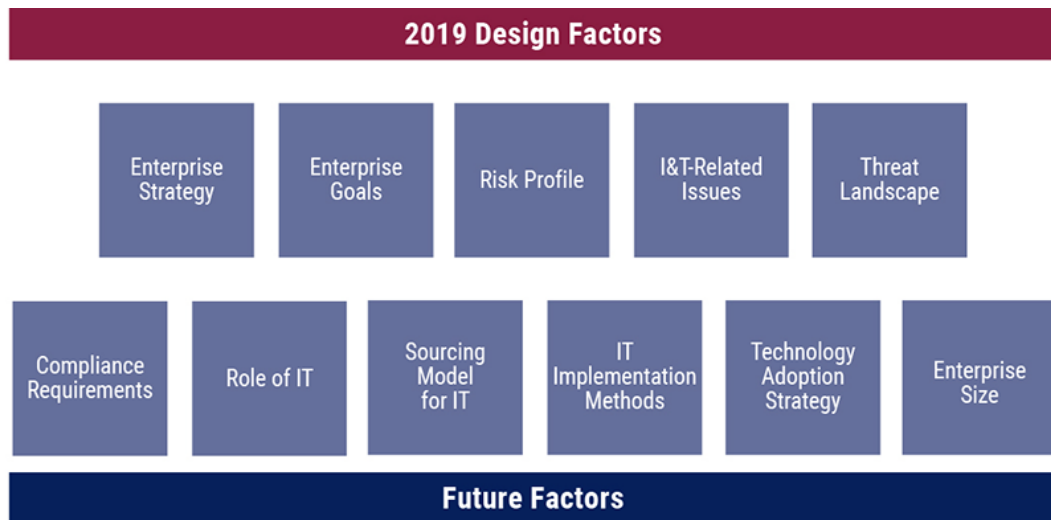 2019 Design Factors
Enterprise
Strategy
Enterprise
Goals
Risk Profile
I&T-Related
Issues
Threat
Landscape
Compliance
Requirements
Role of IT
Sourcing
Model
for IT
IT
Implementation
Methods
Technology
Adoption
Strategy
Enterprise
Size
Future Factors